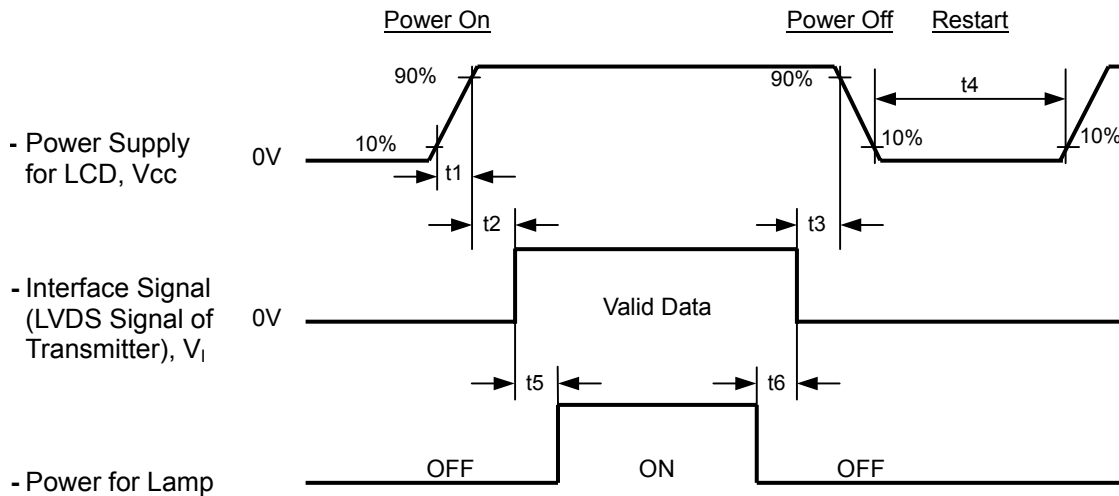 Power On
Power Off
Restart
90%
90%
t4
- Power Supply
for LCD, Vcc
0V
10%
10%
10%
t1
t2
t3
- Interface Signal
(LVDS Signal of
Transmitter), VI
0V
Valid Data
t5
t6
- Power for Lamp
OFF
ON
OFF